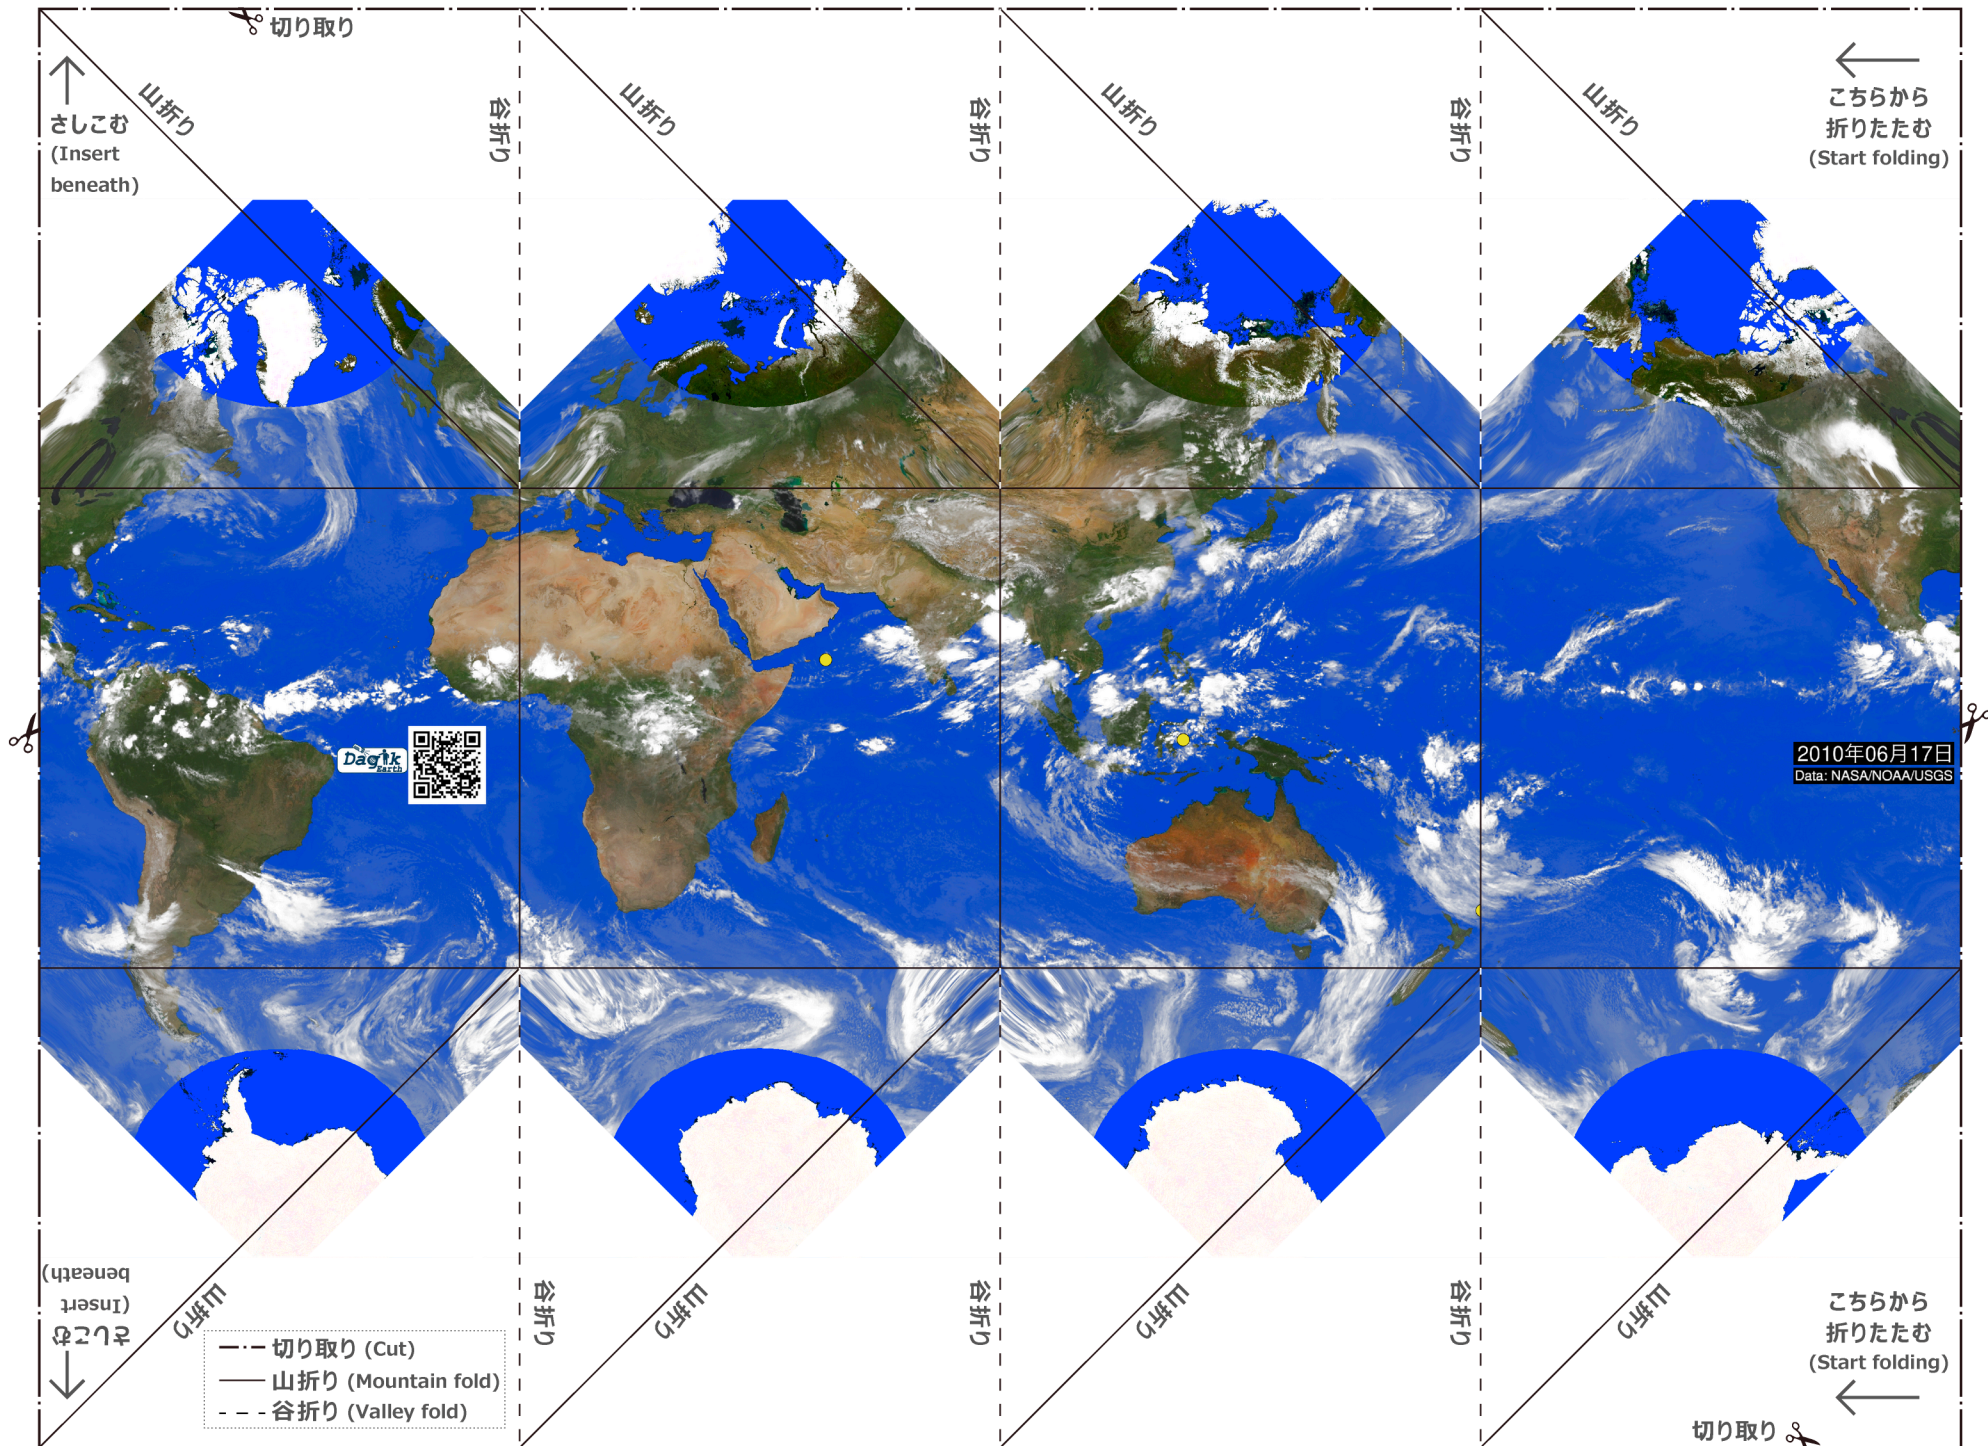 切り取り
さしこむ
(Insert
beneath)
山折り
谷折り
山折り
谷折り
山折り
谷折り
山折り
こちらから
折りたたむ
(Start folding)
Dagik
Earth
2010年06月17日
Data: NASA/NOAA/USGS
さしこむ
(Insert
beneath)
山折り
谷折り
山折り
谷折り
山折り
谷折り
山折り
こちらから
折りたたむ
(Start folding)
切り取り (Cut)
山折り (Mountain fold)
谷折り (Valley fold)
切り取り